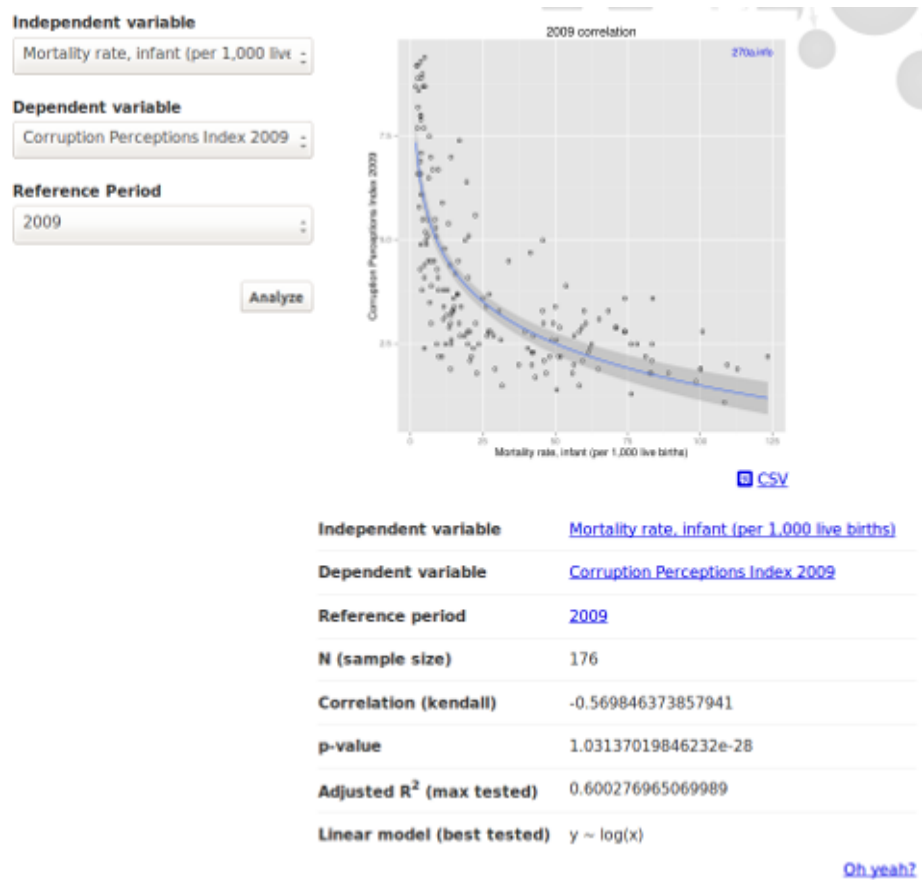 Independent variable
Mortality rate, infant (per 1,000 live
Dependent variable
Corruption Perceptions Index 2009
Reference Period
2009
Analyze
2009 correlation
270a.info
Corruption Perceptions Index 2009
7.5
5.0
2.5
0
25
50
75
100
125
Mortality rate, infant (per 1,000 live births)
CSV
Independent variable Mortality rate, infant (per 1,000 live births)
Dependent variable Corruption Perceptions Index 2009
Reference period 2009
N (sample size) 176
Correlation (kendall) -0.569846373857941
p-value 1.03137019846232e-28
Adjusted R² (max tested) 0.600276965069989
Linear model (best tested) y ~ log(x)
Oh yeah?